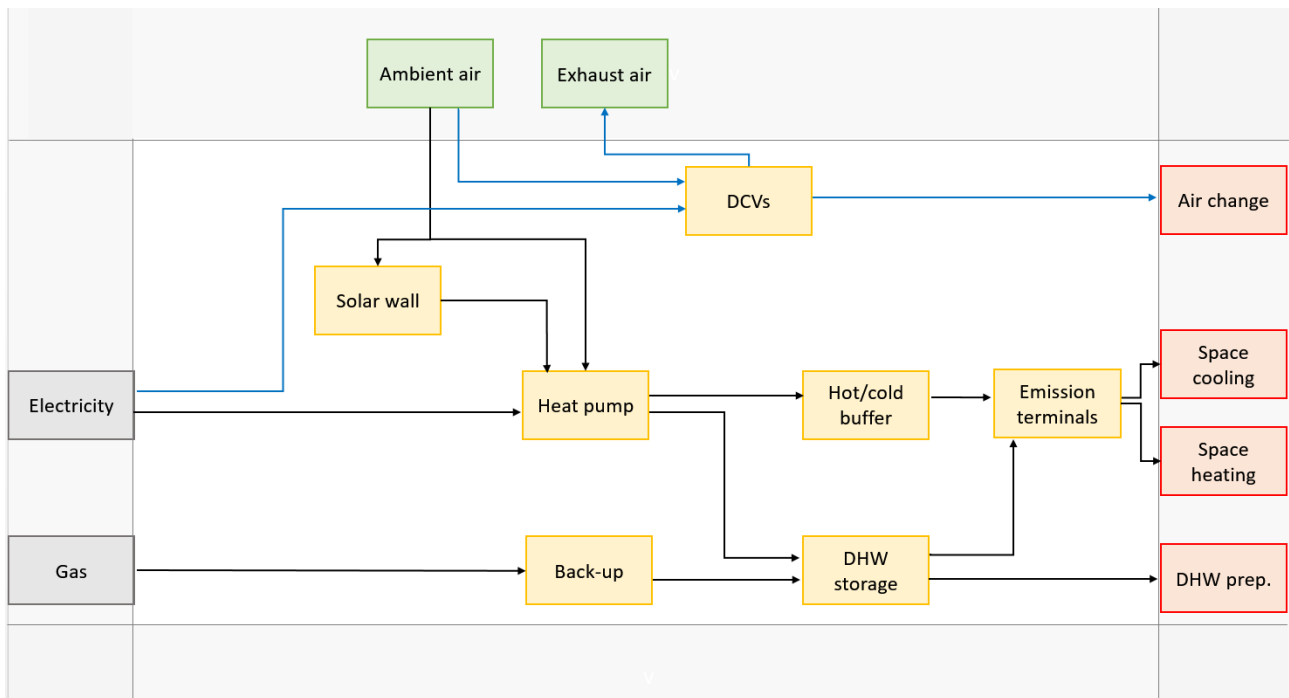 Ambient air
Exhaust air
v
DCVs
Air change
Solar wall
Electricity
Heat pump
Hot/cold
buffer
Emission
terminals
Space
cooling
Space
heating
Gas
Back-up
DHW
storage
DHW prep.
v